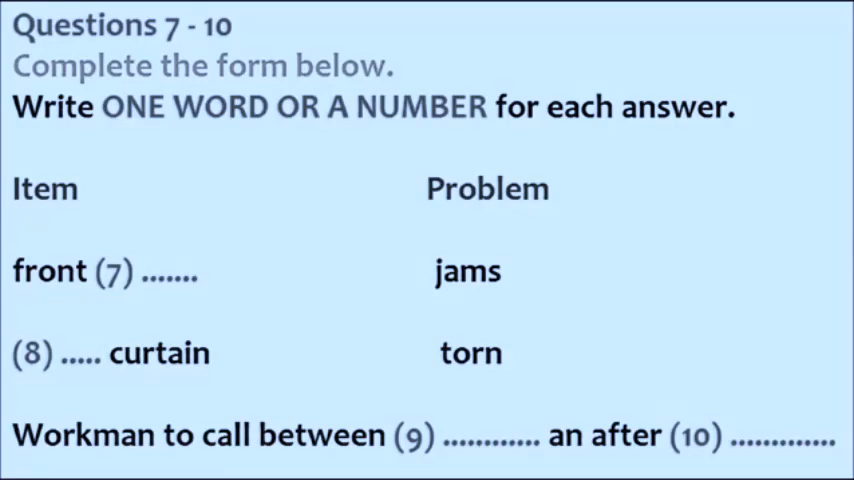 Questions 7 - 10
Complete the form below.
Write ONE WORD OR A NUMBER for each answer.
Item Problem
front (7) ....... jams
(8) ..... curtain torn
Workman to call between (9) ............ an after (10) .............